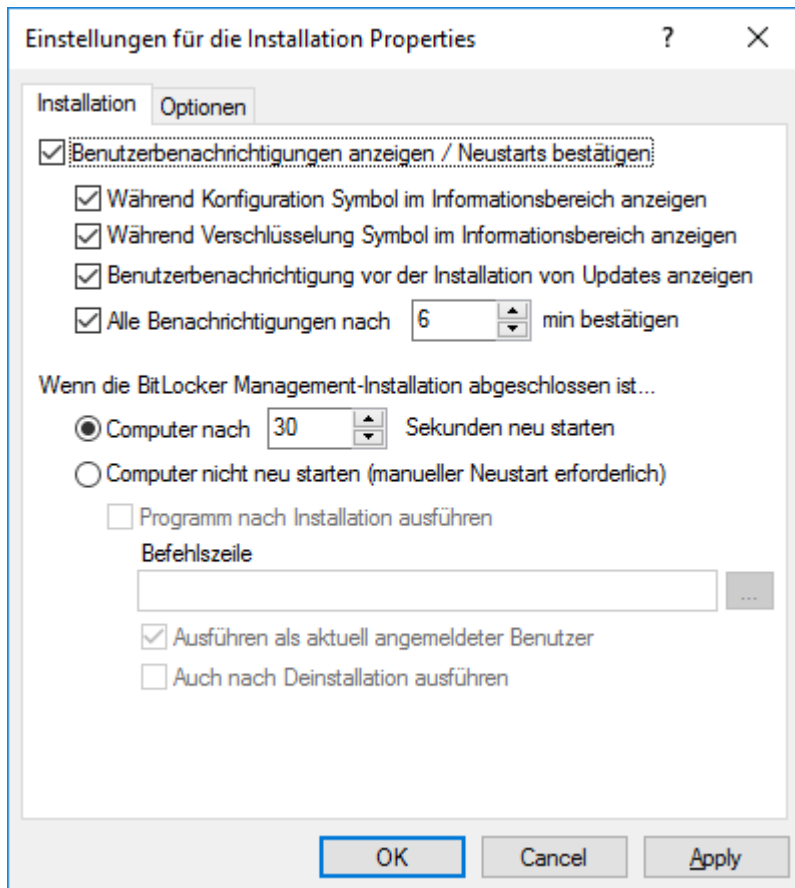 Einstellungen für die Installation Properties ?
Installation Optionen
Benutzerbenachrichtigungen anzeigen / Neustarts bestätigen
Während Konfiguration Symbol im Informationsbereich anzeigen
Während Verschlüsselung Symbol im Informationsbereich anzeigen
Benutzerbenachrichtigung vor der Installation von Updates anzeigen
Alle Benachrichtigungen nach 6 min bestätigen
Wenn die BitLocker Management-Installation abgeschlossen ist...
Computer nach 30 Sekunden neu starten
Computer nicht neu starten (manueller Neustart erforderlich)
Programm nach Installation ausführen
Befehlszeile
...
Ausführen als aktuell angemeldeter Benutzer
Auch nach Deinstallation ausführen
OK Cancel Apply